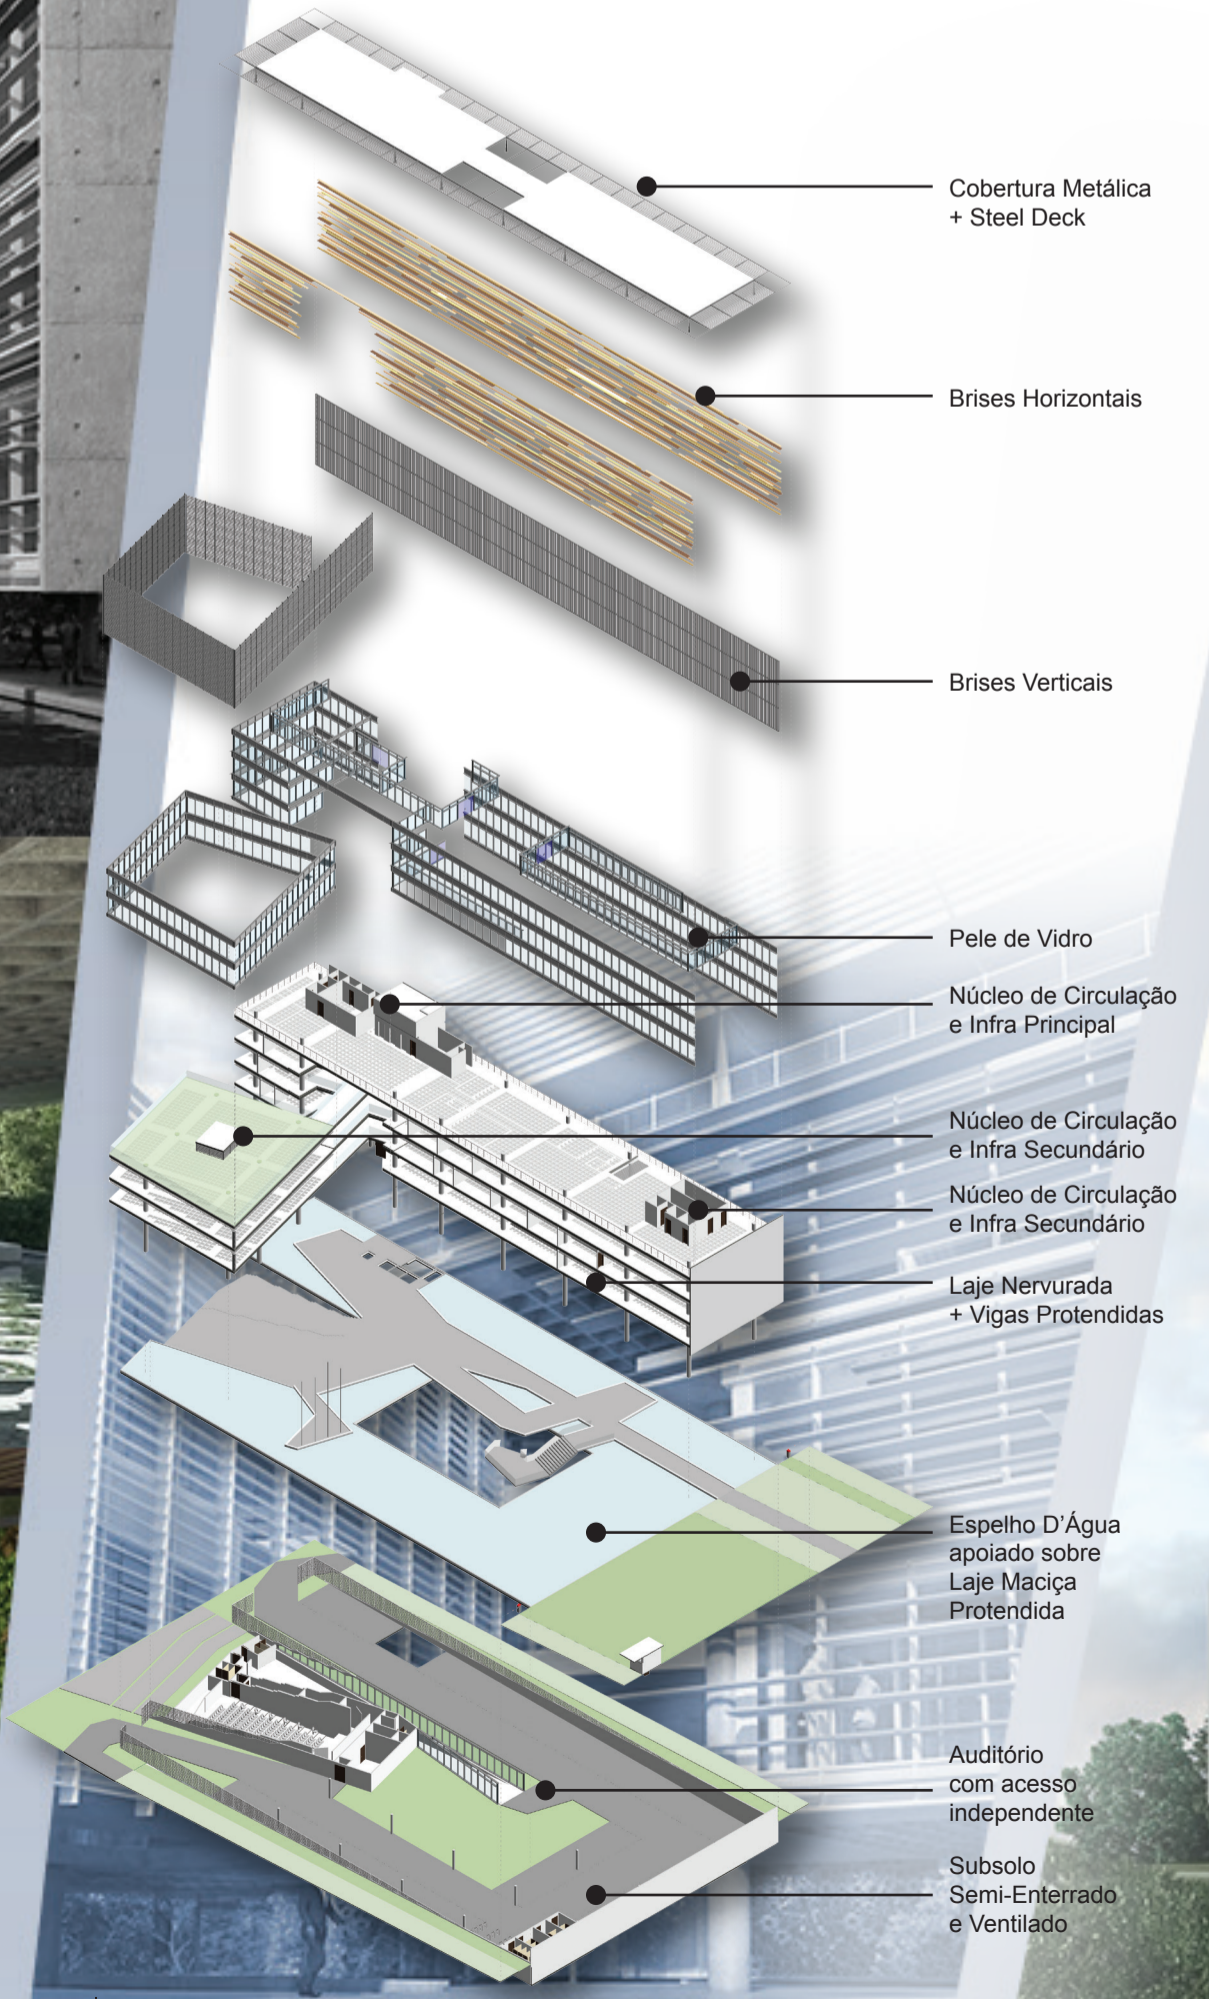 Cobertura Metálica
+ Steel Deck
Brises Horizontais
Brises Verticais
Pele de Vidro
Núcleo de Circulação
e Infra Principal
Núcleo de Circulação
e Infra Secundário
Núcleo de Circulação
e Infra Secundário
Laje Nervurada
+ Vigas Protendidas
Espelho D'Água
apoiado sobre
Laje Maciça
Protendida
Auditório
com acesso
independente
Subsolo
Semi-Enterrado
e Ventilado